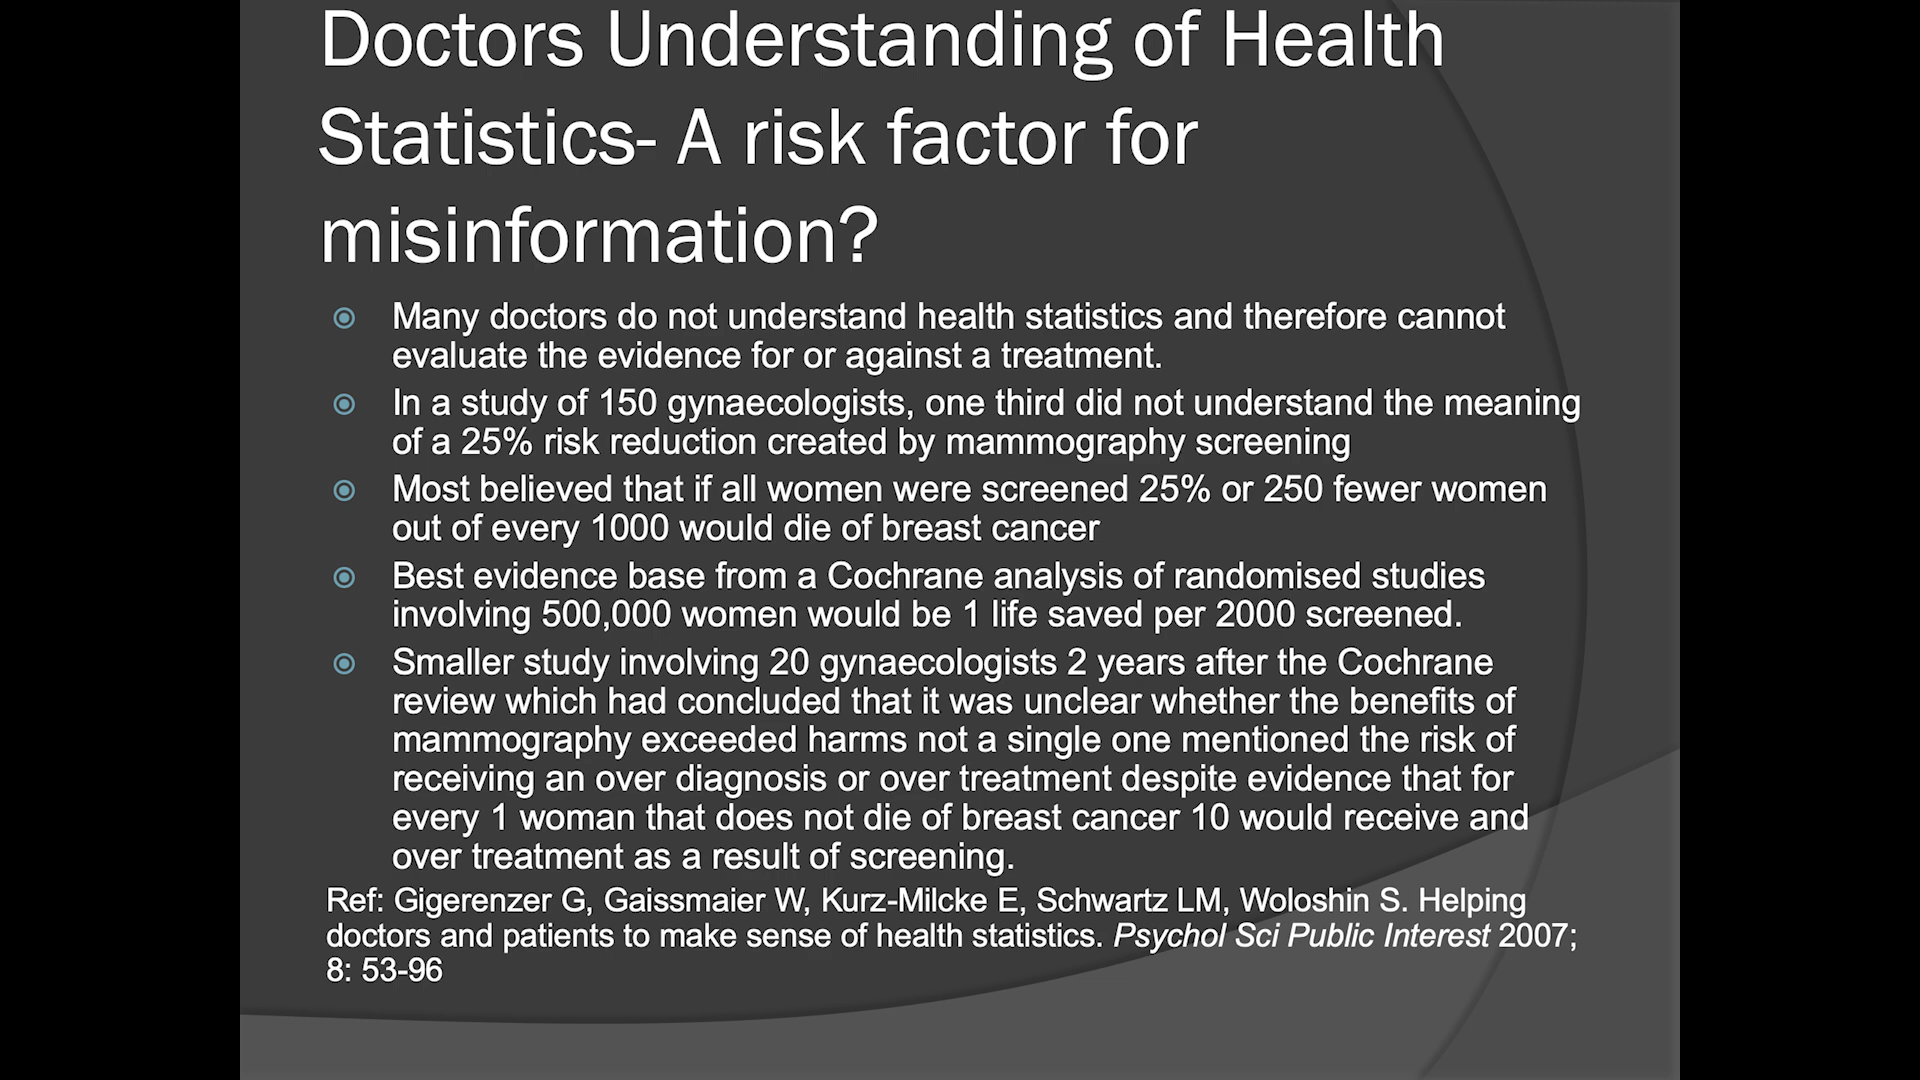 Doctors Understanding of Health
Statistics- A risk factor for
misinformation?
Many doctors do not understand health statistics and therefore cannot
evaluate the evidence for or against a treatment.
In a study of 150 gynaecologists, one third did not understand the meaning
of a 25% risk reduction created by mammography screening
Most believed that if all women were screened 25% or 250 fewer women
out of every 1000 would die of breast cancer
Best evidence base from a Cochrane analysis of randomised studies
involving 500,000 women would be 1 life saved per 2000 screened.
Smaller study involving 20 gynaecologists 2 years after the Cochrane
review which had concluded that it was unclear whether the benefits of
mammography exceeded harms not a single one mentioned the risk of
receiving an over diagnosis or over treatment despite evidence that for
every 1 woman that does not die of breast cancer 10 would receive and
over treatment as a result of screening.
Ref: Gigerenzer G, Gaissmaier W, Kurz-Milcke E, Schwartz LM, Woloshin S. Helping
doctors and patients to make sense of health statistics. Psychol Sci Public Interest 2007;
8: 53-96